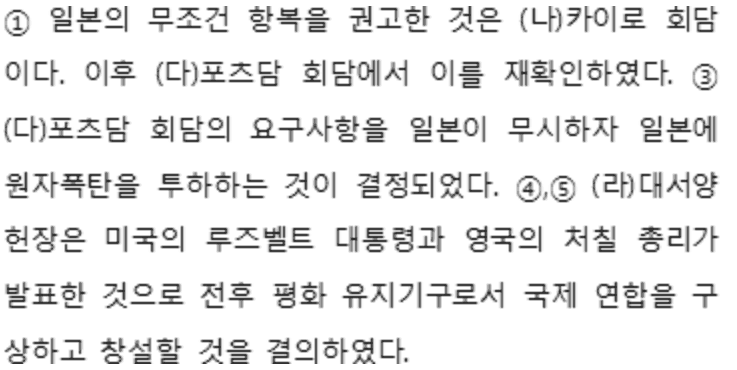 ① 일본의 무조건 항복을 권고한 것은 (나)카이로 회담
이다. 이후 (다)포츠담 회담에서 이를 재확인하였다. ③
(다)포츠담 회담의 요구사항을 일본이 무시하자 일본에
원자폭탄을 투하하는 것이 결정되었다. ④,⑤ (라)대서양
헌장은 미국의 루즈벨트 대통령과 영국의 처칠 총리가
발표한 것으로 전후 평화 유지기구로서 국제 연합을 구
상하고 창설할 것을 결의하였다.